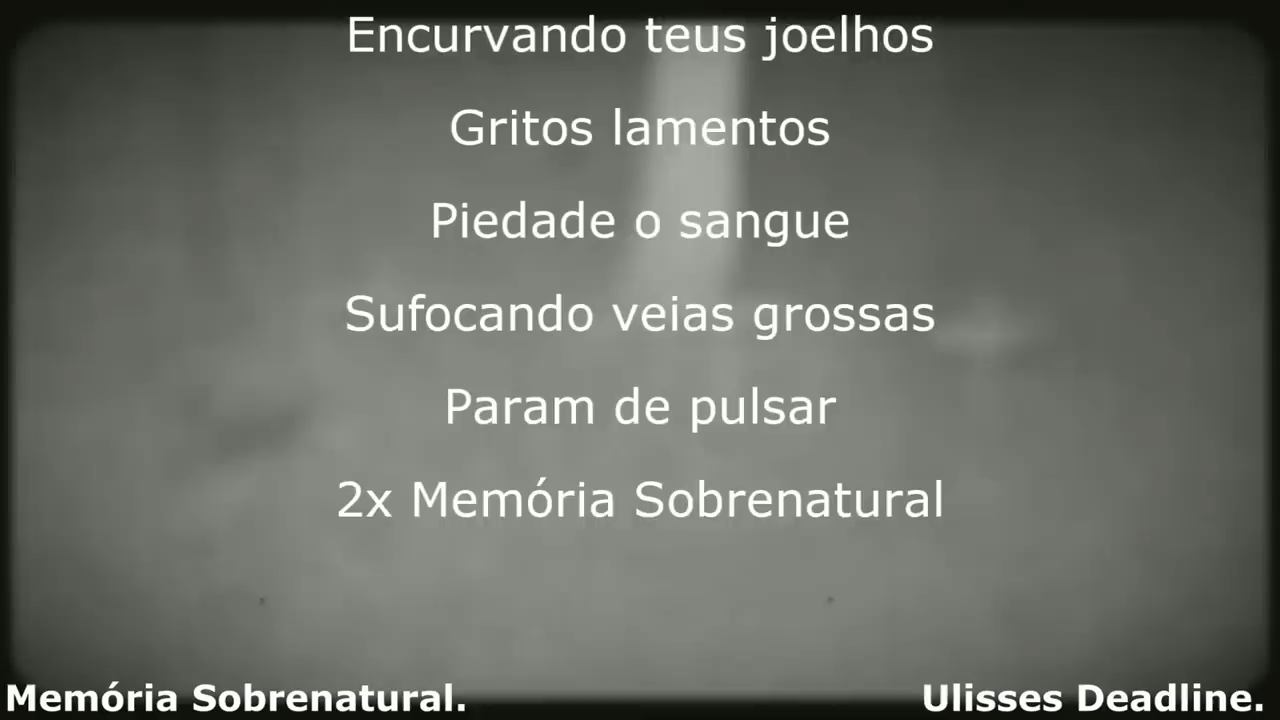 Encurvando teus joelhos
Gritos lamentos
Piedade o sangue
Sufocando veias grossas
Param de pulsar
2x Memória Sobrenatural
Memória Sobrenatural.
Ulisses Deadline.